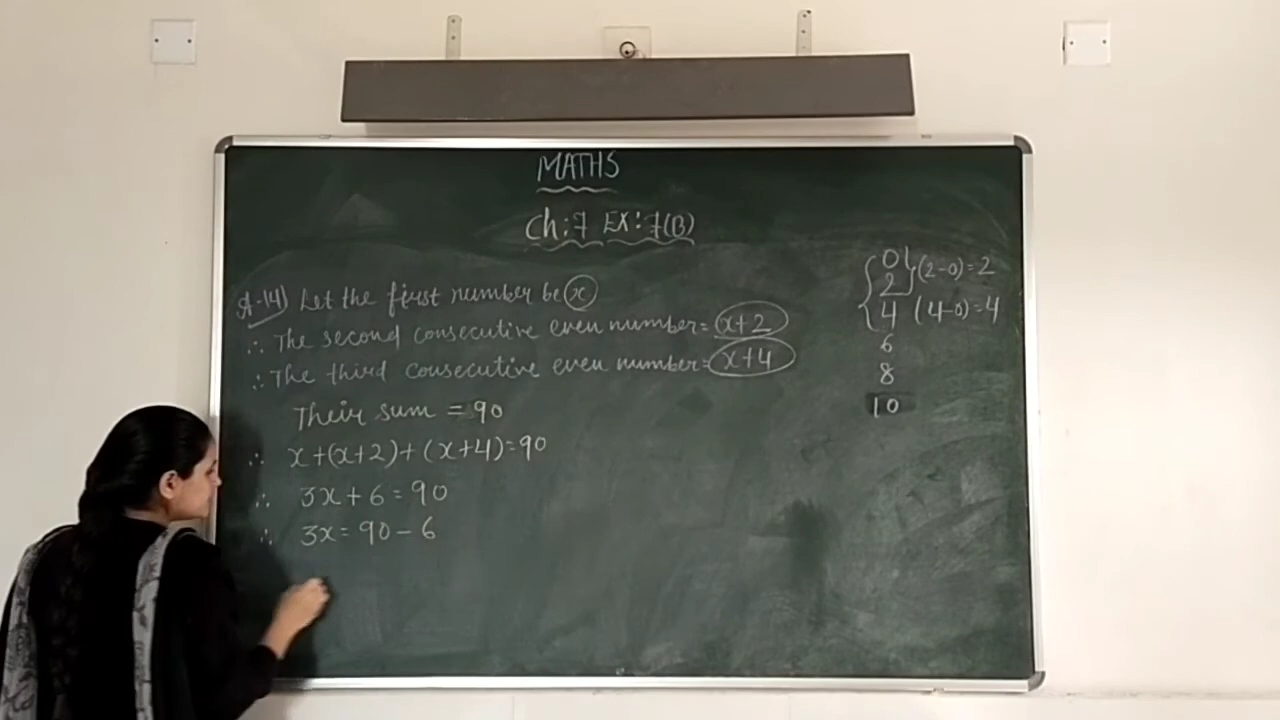 MATHS
Ch:7 EX:7(B)
A-14) Let the first number be x
∴ The second consecutive even number = x+2
∴ The third consecutive even number = x+4
Their sum = 90
∴ x+(x+2)+(x+4)=90
∴ 3x+6=90
∴ 3x=90-6
0
2 (2-0)=2
4 (4-0)=4
6
8
10